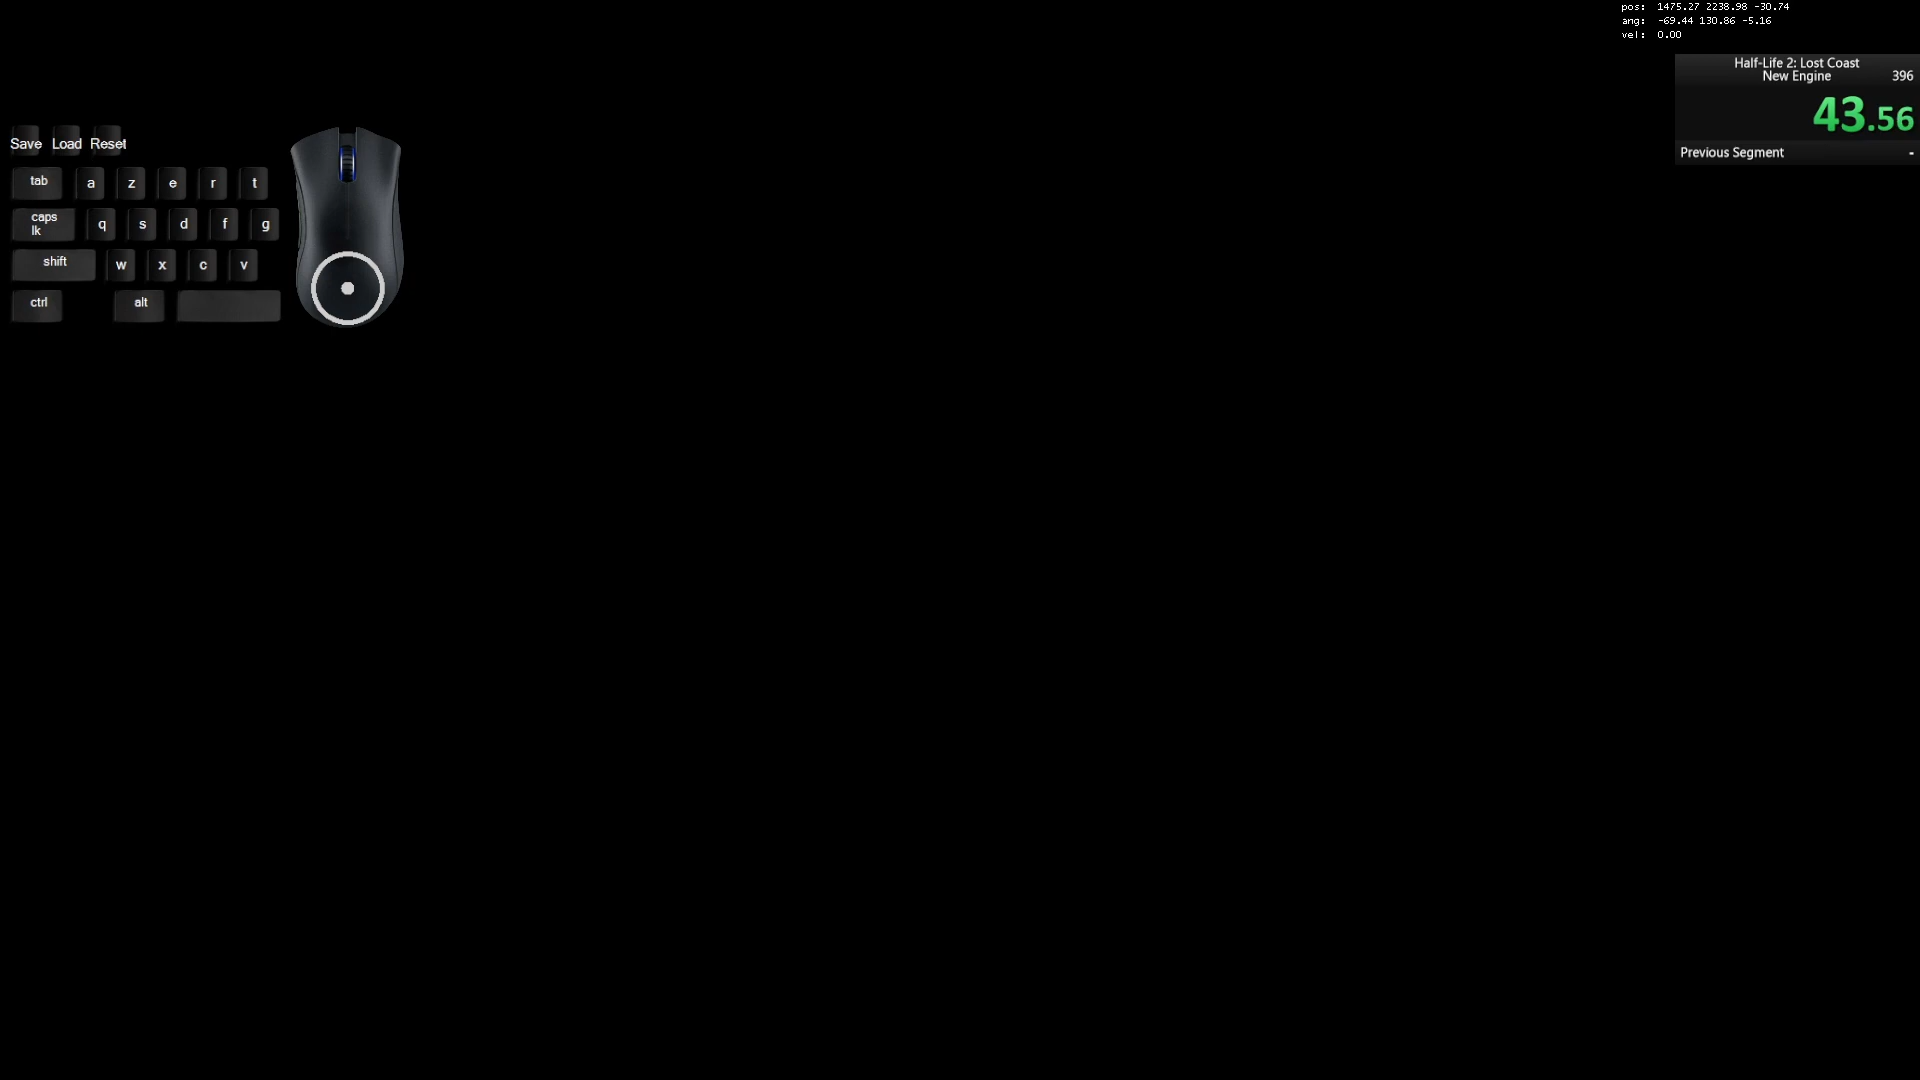 pos: 1475.27 2238.98 -30.74
ang: -69.44 130.86 -5.16
vel: 0.00
Half-Life 2: Lost Coast
New Engine 396
43.56
Previous Segment -
Save Load Reset
tab a z e r t
caps lk q s d f g
shift w x c v
ctrl alt